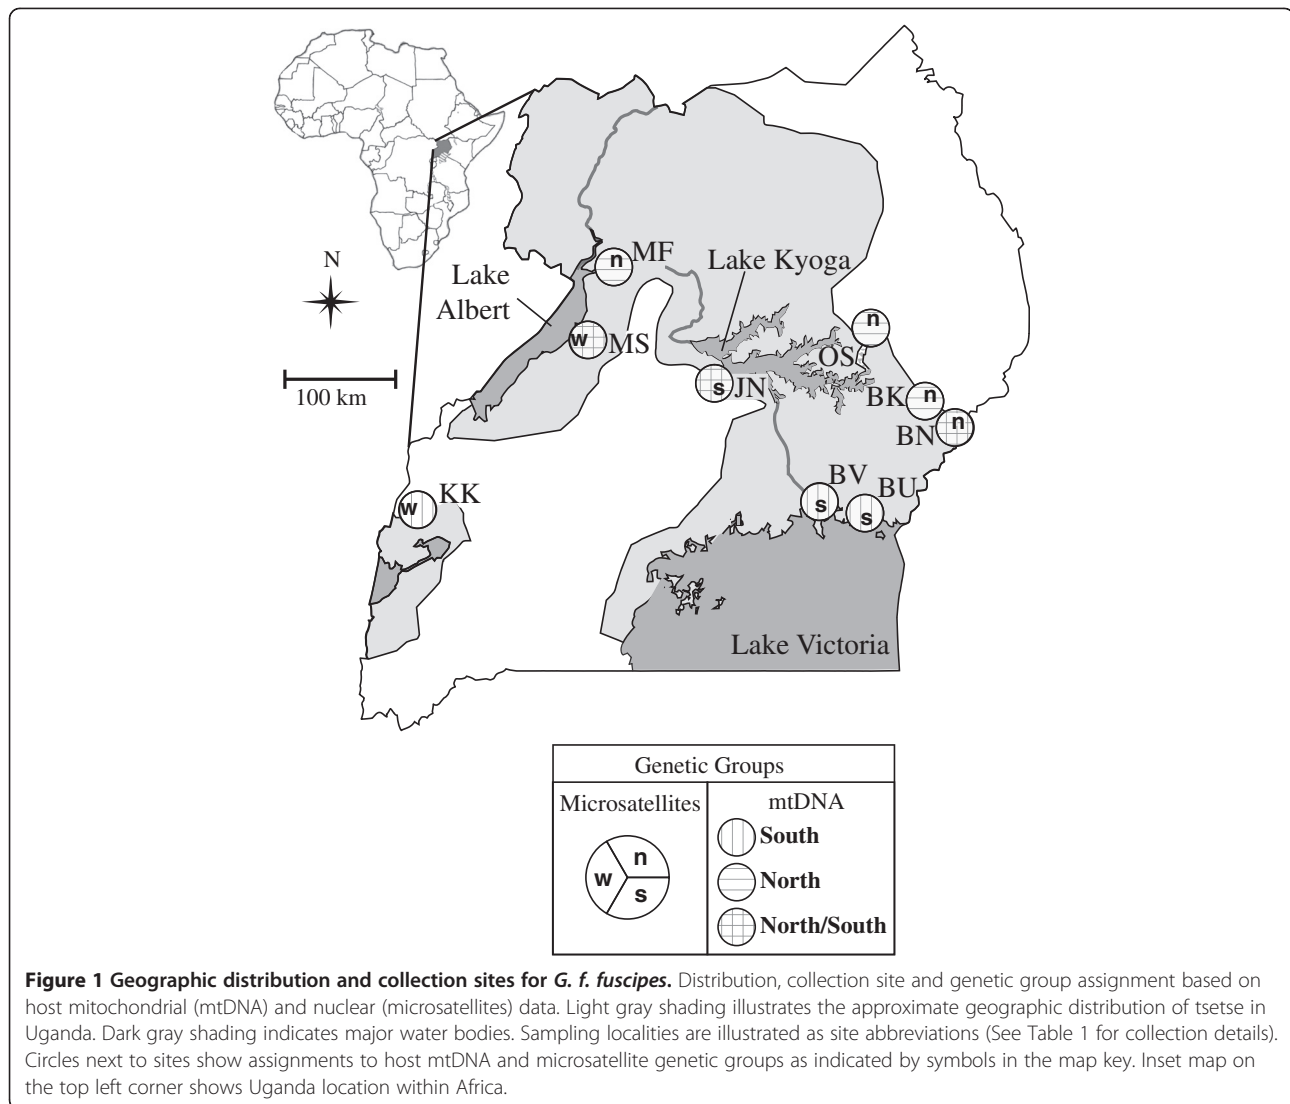 N
100 km
Lake
Albert
n
MF
Lake Kyoga
w
MS
s
JN
n
OS
BK
n
BN
n
BV
s
BU
s
KK
w
Lake Victoria
Genetic Groups
Microsatellites
n
w
s
mtDNA
South
North
North/South
Figure 1 Geographic distribution and collection sites for G. f. fuscipes. Distribution, collection site and genetic group assignment based on
host mitochondrial (mtDNA) and nuclear (microsatellites) data. Light gray shading illustrates the approximate geographic distribution of tsetse in
Uganda. Dark gray shading indicates major water bodies. Sampling localities are illustrated as site abbreviations (See Table 1 for collection details).
Circles next to sites show assignments to host mtDNA and microsatellite genetic groups as indicated by symbols in the map key. Inset map on
the top left corner shows Uganda location within Africa.